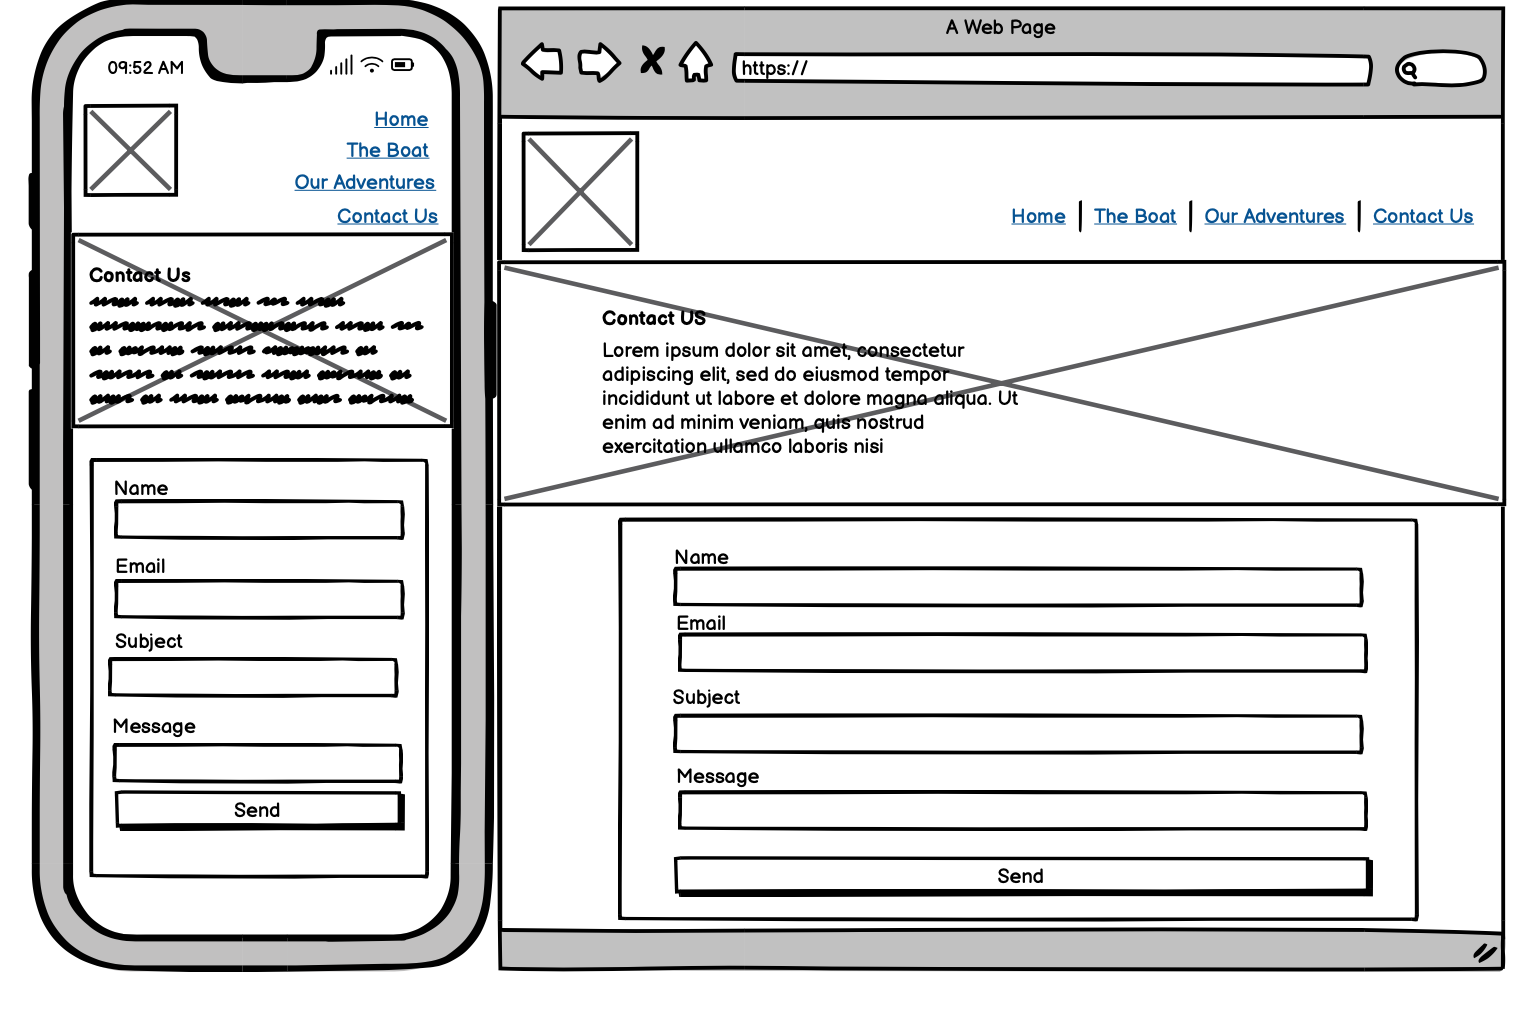 09:52 AM
Home
The Boat
Our Adventures
Contact Us
Contact Us
Name
Email
Subject
Message
Send
A Web Page
https://
Home
The Boat
Our Adventures
Contact Us
Contact US
Lorem ipsum dolor sit amet, consectetur
adipiscing elit, sed do eiusmod tempor
incididunt ut labore et dolore magna aliqua. Ut
enim ad minim veniam, quis nostrud
exercitation ullamco laboris nisi
Name
Email
Subject
Message
Send